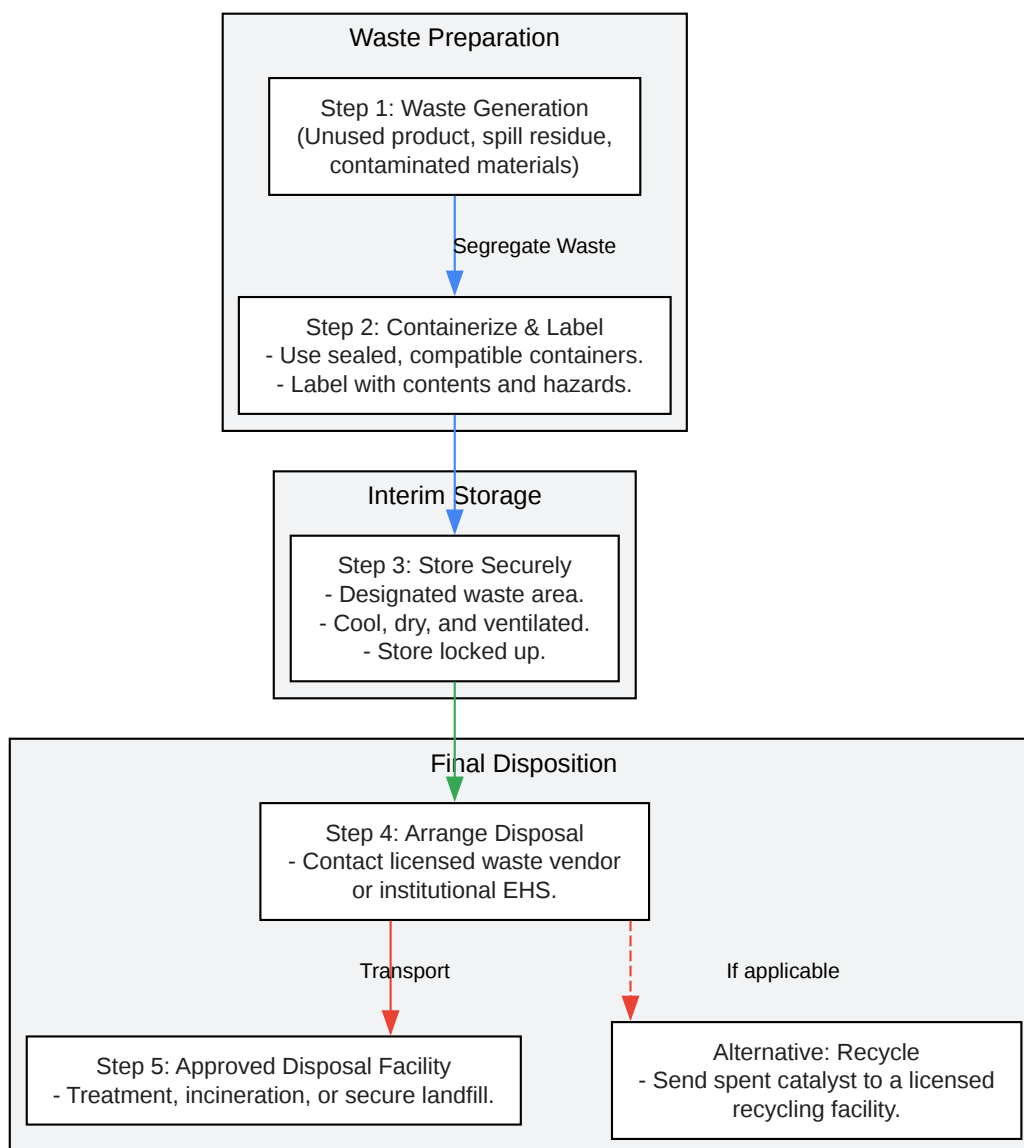 Waste Preparation
Step 1: Waste Generation
(Unused product, spill residue,
contaminated materials)
Segregate Waste
Step 2: Containerize & Label
- Use sealed, compatible containers.
- Label with contents and hazards.
Interim Storage
Step 3: Store Securely
- Designated waste area.
- Cool, dry, and ventilated.
- Store locked up.
Final Disposition
Step 4: Arrange Disposal
- Contact licensed waste vendor
or institutional EHS.
Transport
If applicable
Step 5: Approved Disposal Facility
- Treatment, incineration, or secure landfill.
Alternative: Recycle
- Send spent catalyst to a licensed
recycling facility.